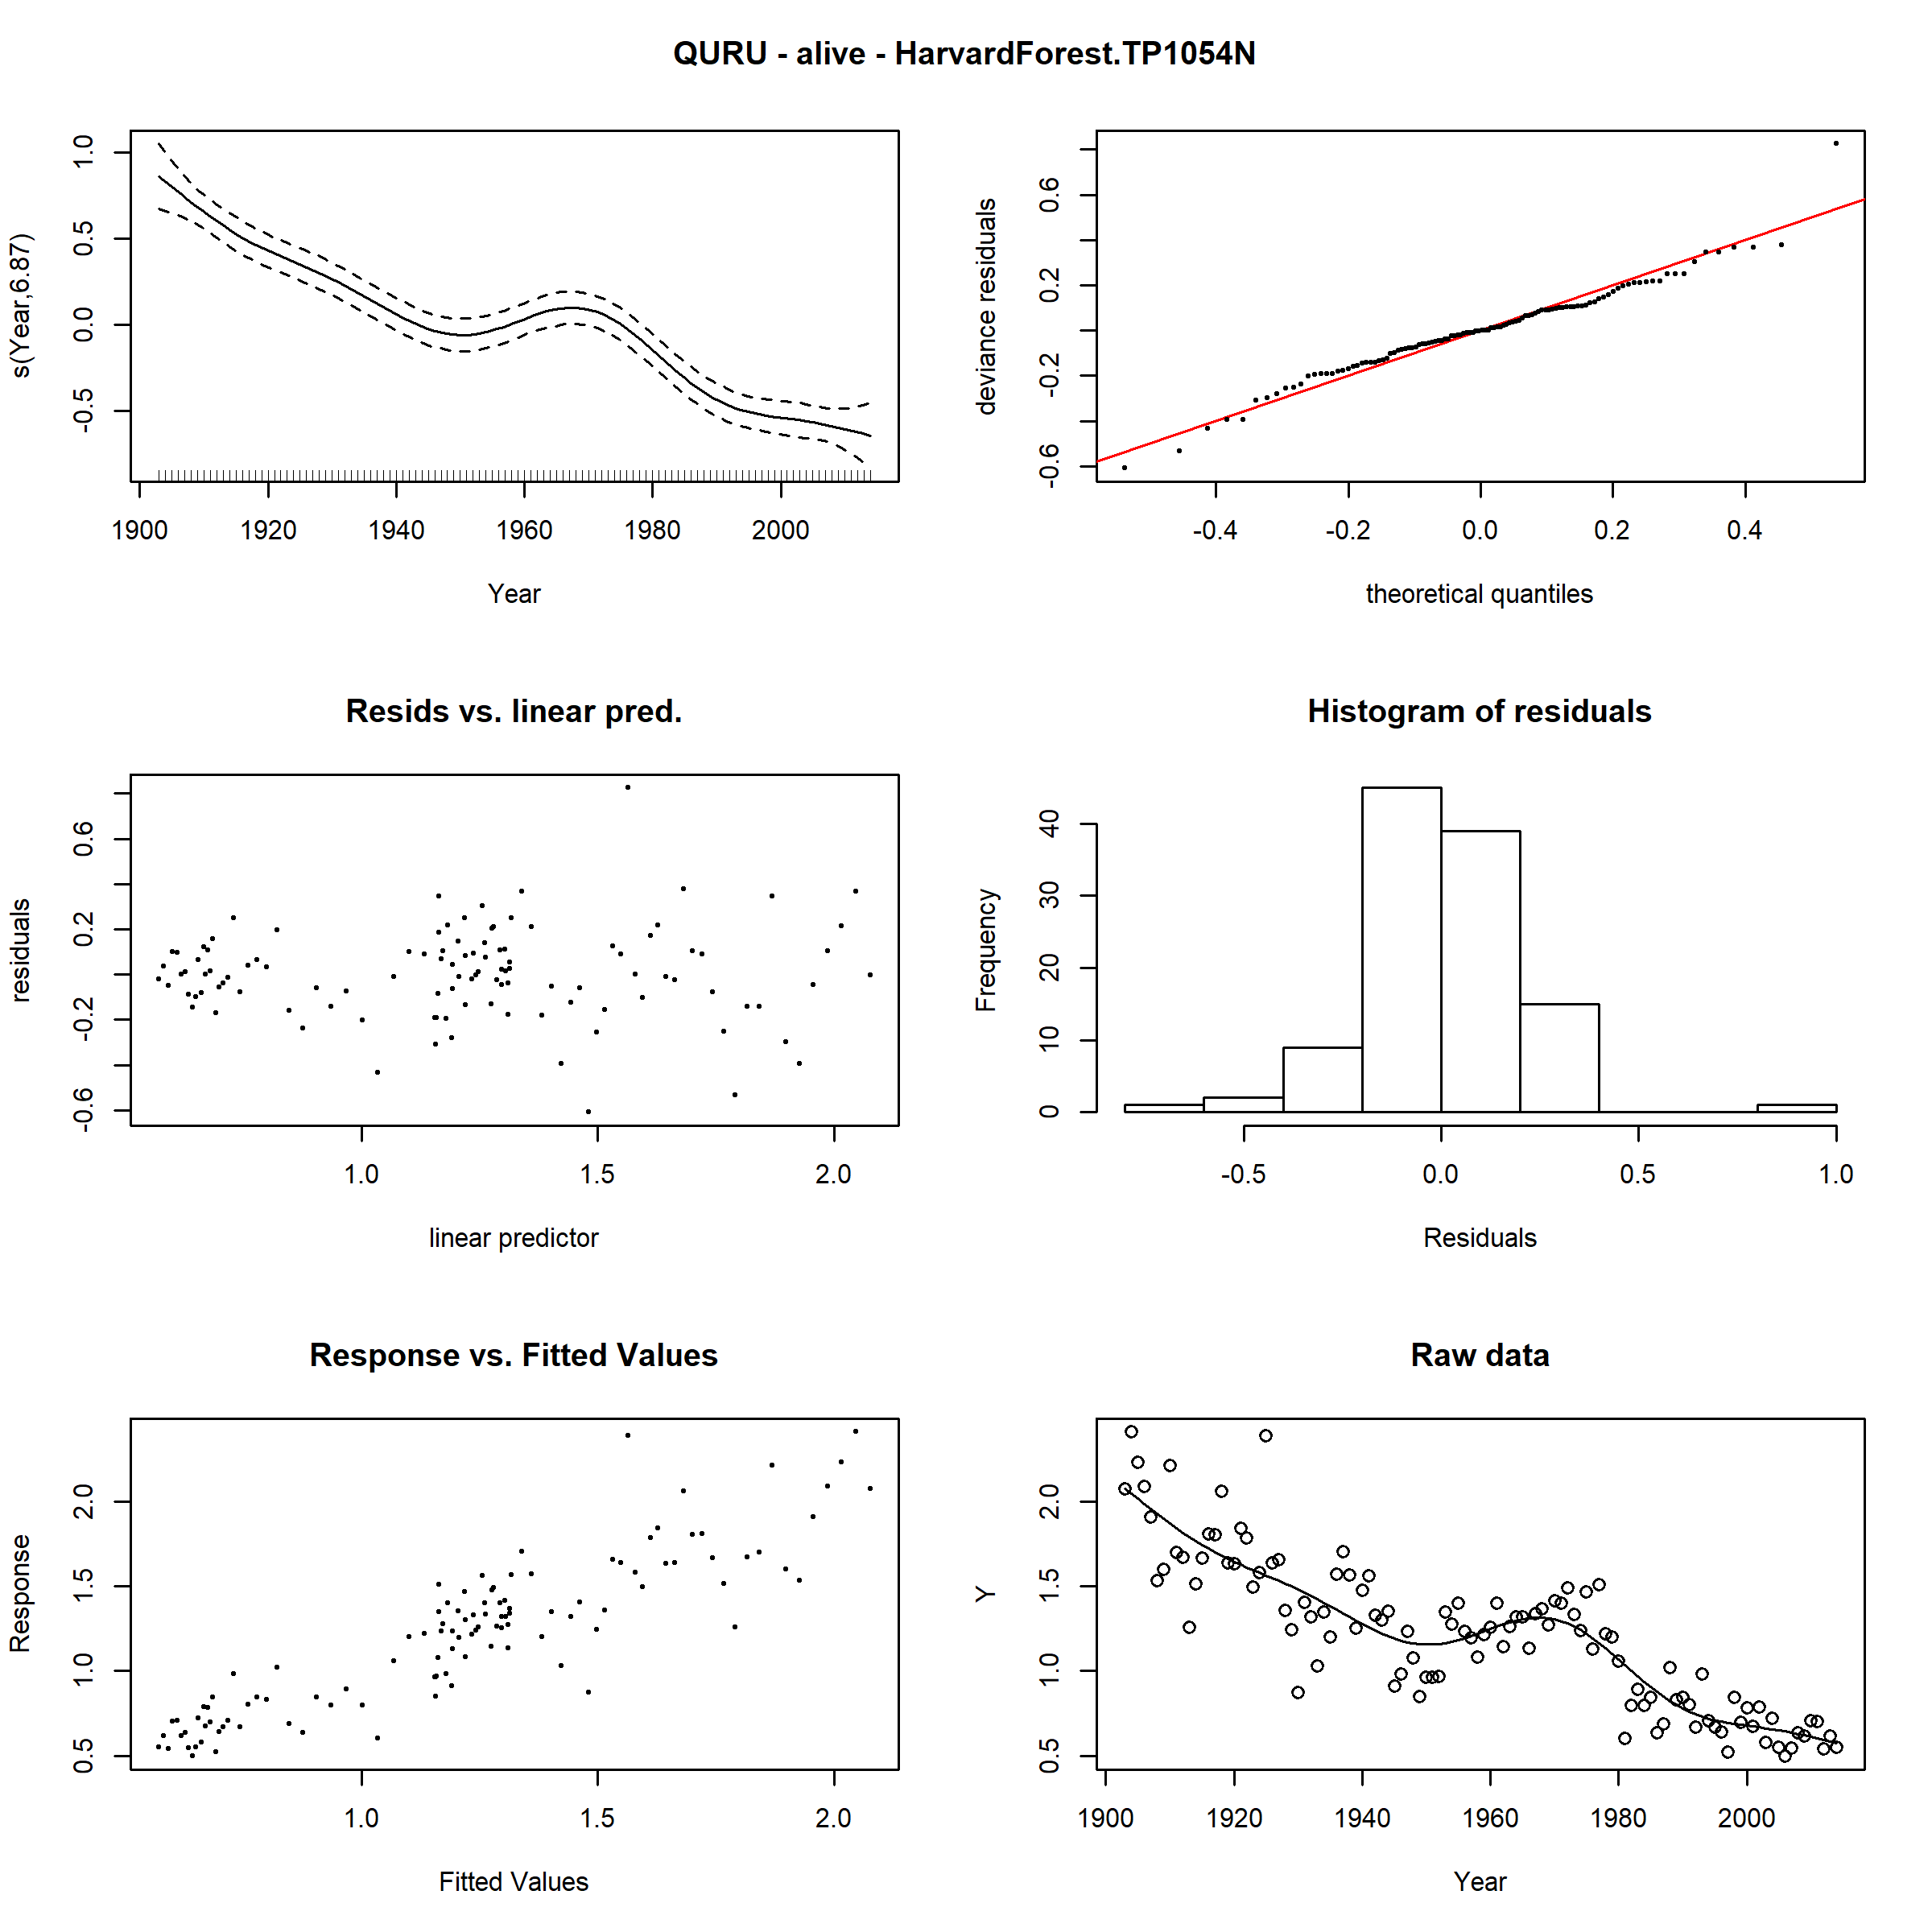 QURU - alive - HarvardForest.TP1054N
s(Year,6.87)
1.0
0.5
0.0
-0.5
1900 1920 1940 1960 1980 2000
Year
deviance residuals
0.6
0.2
-0.2
-0.6
-0.4 -0.2 0.0 0.2 0.4
theoretical quantiles
Resids vs. linear pred.
residuals
0.6
0.2
-0.2
-0.6
1.0 1.5 2.0
linear predictor
Histogram of residuals
Frequency
40
30
20
10
0
-0.5 0.0 0.5 1.0
Residuals
Response vs. Fitted Values
Response
2.0
1.5
1.0
0.5
1.0 1.5 2.0
Fitted Values
Raw data
Y
2.0
1.5
1.0
0.5
1900 1920 1940 1960 1980 2000
Year